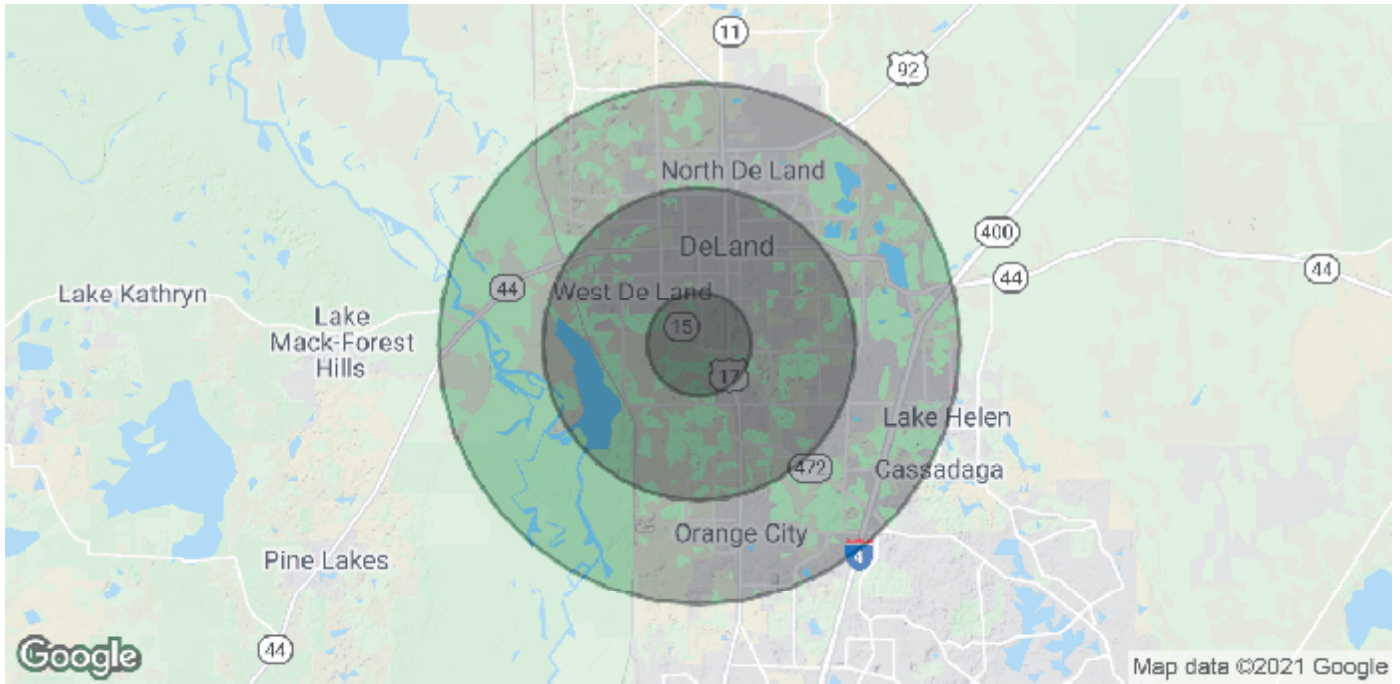 11
92
North De Land
DeLand
400
44
44
44
Lake Kathryn
West De Land
Lake
Mack-Forest
Hills
15
17
Lake Helen
472
Cassadaga
Orange City
4
Pine Lakes
44
Google
Map data ©2021 Google